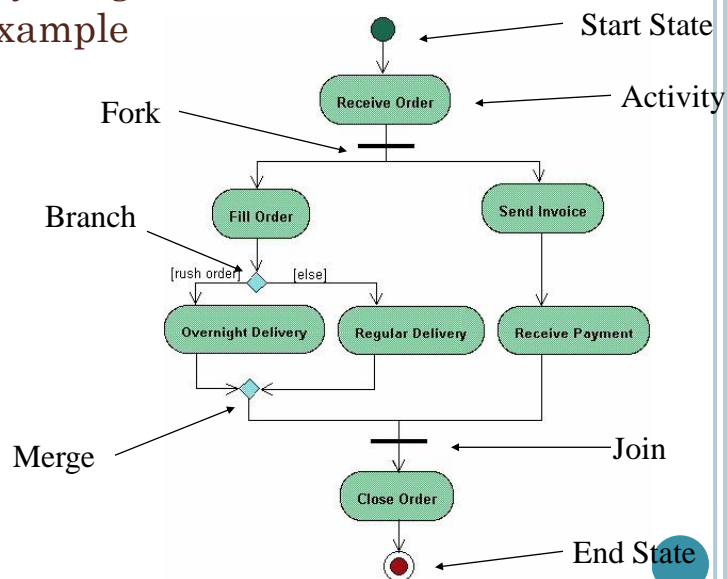 xample
Start State
Receive Order
Activity
Fork
Fill Order
Send Invoice
Branch
[rush order]
[else]
Overnight Delivery
Regular Delivery
Receive Payment
Merge
Join
Close Order
End State